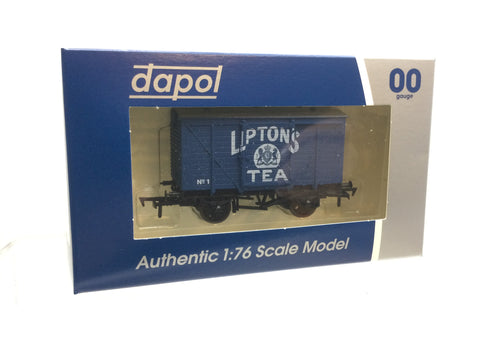 dapol
00
gauge
LIPTON'S
TEA
No 1
Authentic 1:76 Scale Model